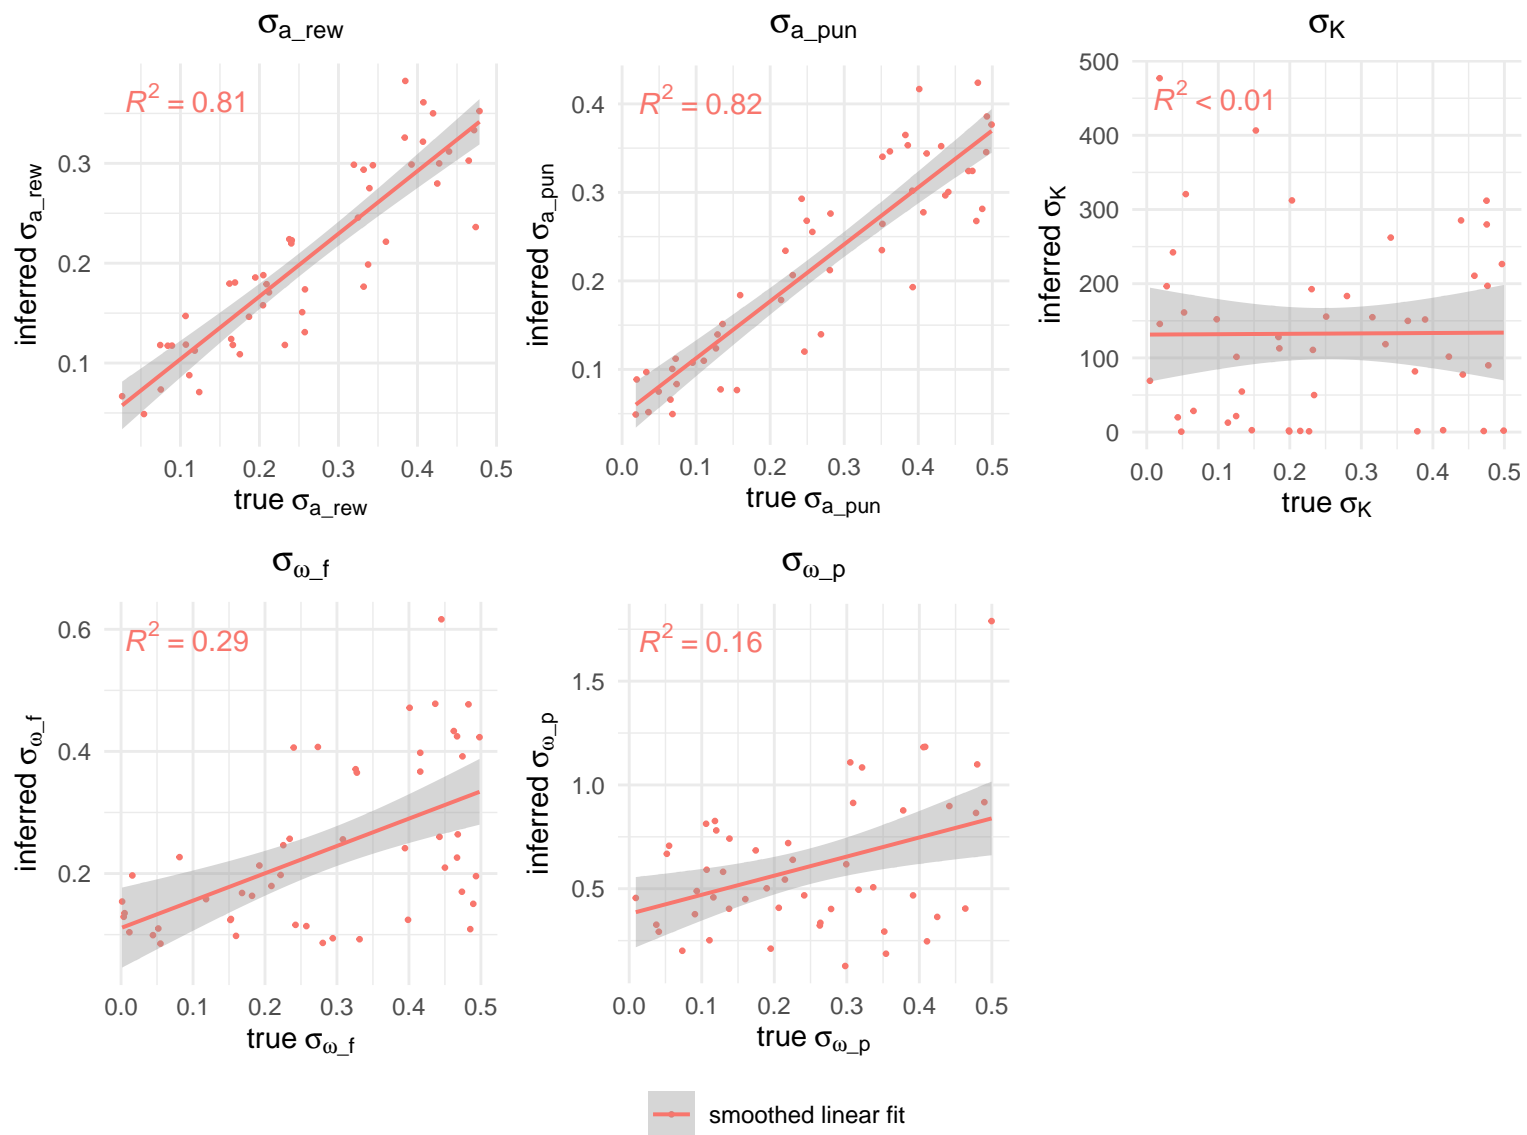 σa_rew
R² = 0.81
inferred σa_rew
0.3
0.2
0.1
0.1 0.2 0.3 0.4 0.5
true σa_rew
σa_pun
R² = 0.82
inferred σa_pun
0.4
0.3
0.2
0.1
0.0 0.1 0.2 0.3 0.4 0.5
true σa_pun
σK
R² < 0.01
inferred σK
500
400
300
200
100
0
0.0 0.1 0.2 0.3 0.4 0.5
true σK
σω_f
R² = 0.29
inferred σω_f
0.6
0.4
0.2
0.0 0.1 0.2 0.3 0.4 0.5
true σω_f
σω_p
R² = 0.16
inferred σω_p
1.5
1.0
0.5
0.0 0.1 0.2 0.3 0.4 0.5
true σω_p
smoothed linear fit